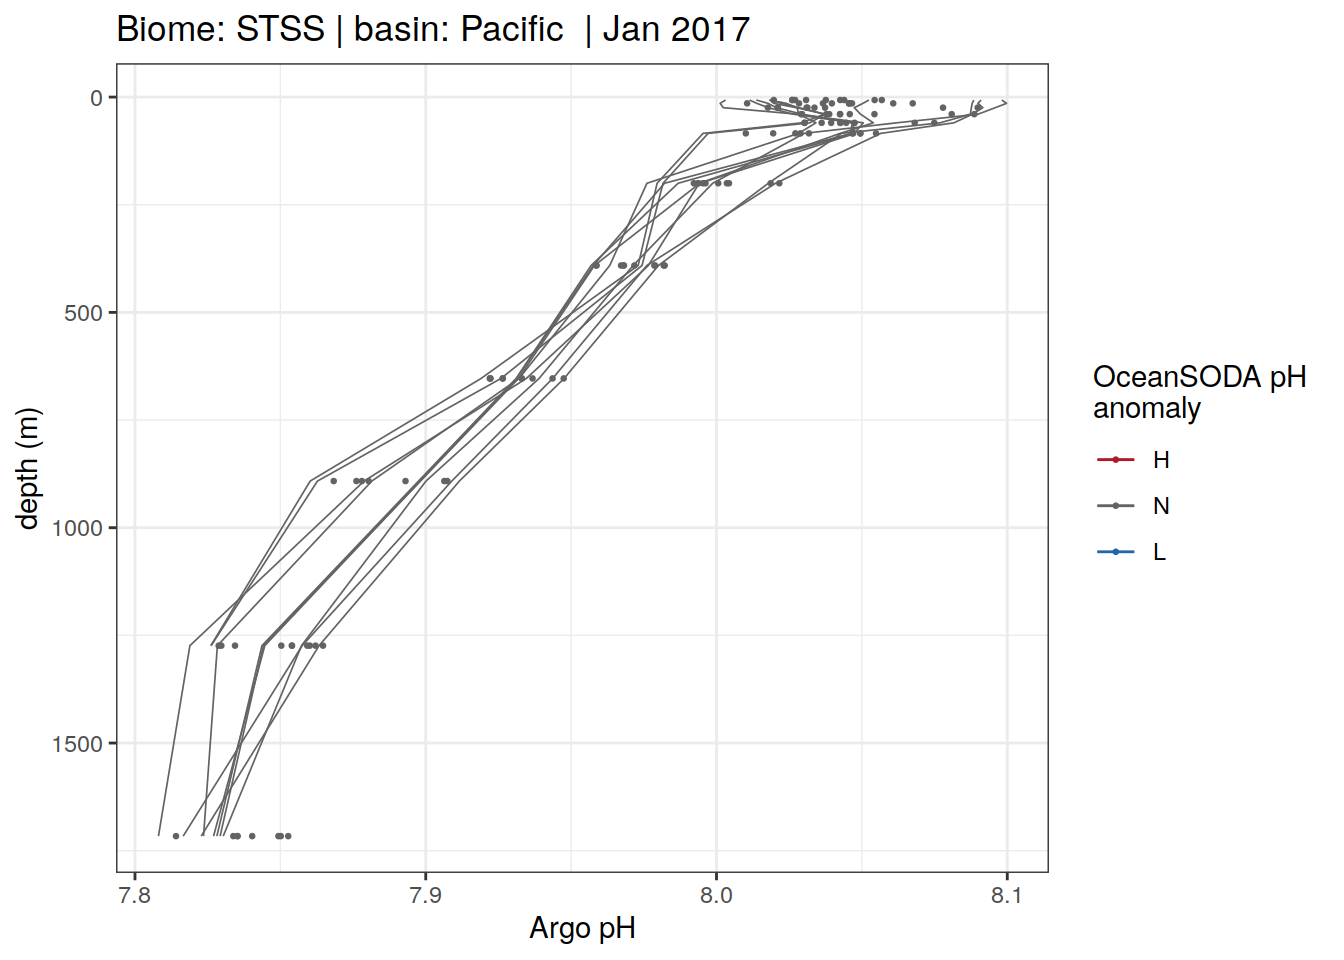 Biome: STSS | basin: Pacific  | Jan 2017
0
500
1000
1500
depth (m)
7.8
7.9
8.0
8.1
Argo pH
OceanSODA pH
anomaly
H
N
L